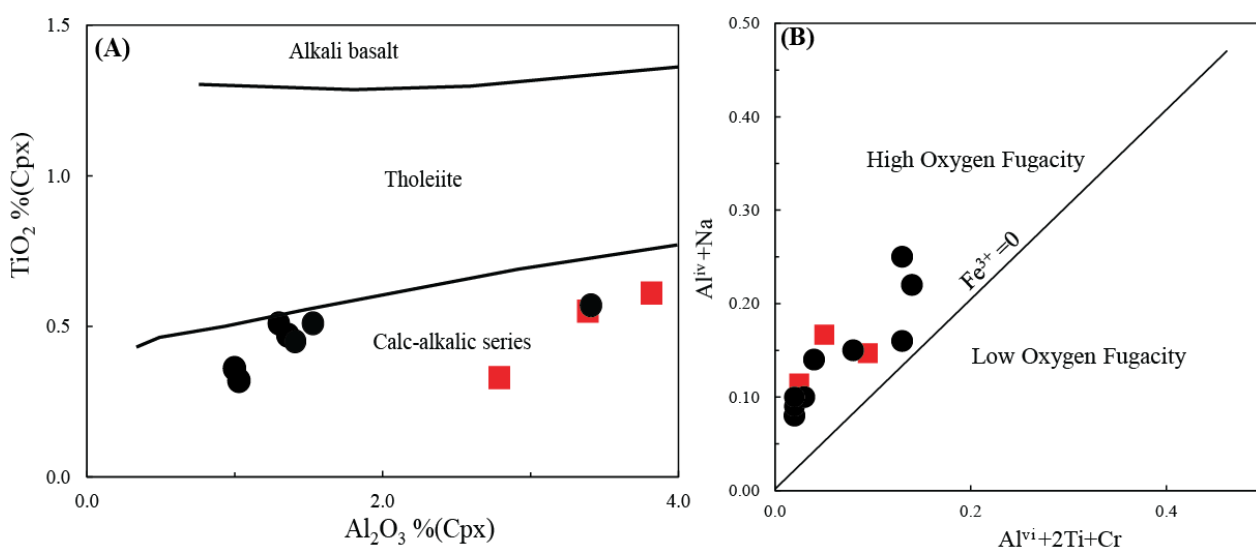 (A)
1.5
1.0
0.5
0.0
TiO₂ %(Cpx)
Alkali basalt
Tholeiite
Calc-alkalic series
0.0
2.0
4.0
Al₂O₃ %(Cpx)
(B)
0.50
0.40
0.30
0.20
0.10
0.00
Alⁱᵛ+Na
High Oxygen Fugacity
Fe³⁺=0
Low Oxygen Fugacity
0.0
0.2
0.4
Alᵛⁱ+2Ti+Cr